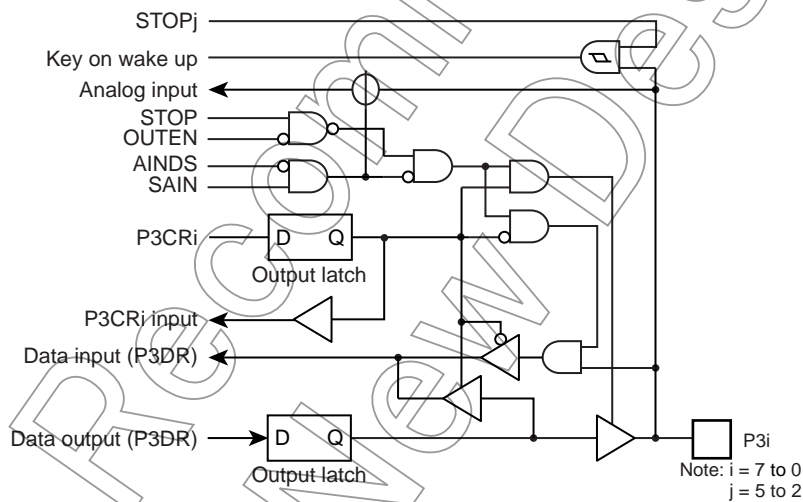 STOPj
Key on wake up
Analog input
STOP
OUTEN
AINDS
SAIN
P3CRi
D Q
Output latch
P3CRi input
Data input (P3DR)
Data output (P3DR)
D Q
Output latch
P3i
Note: i = 7 to 0
j = 5 to 2